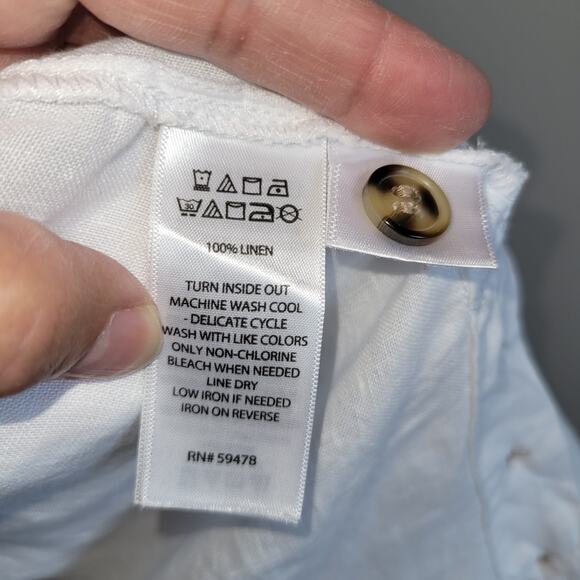 30
100% LINEN
TURN INSIDE OUT
MACHINE WASH COOL
- DELICATE CYCLE
WASH WITH LIKE COLORS
ONLY NON-CHLORINE
BLEACH WHEN NEEDED
LINE DRY
LOW IRON IF NEEDED
IRON ON REVERSE
RN# 59478